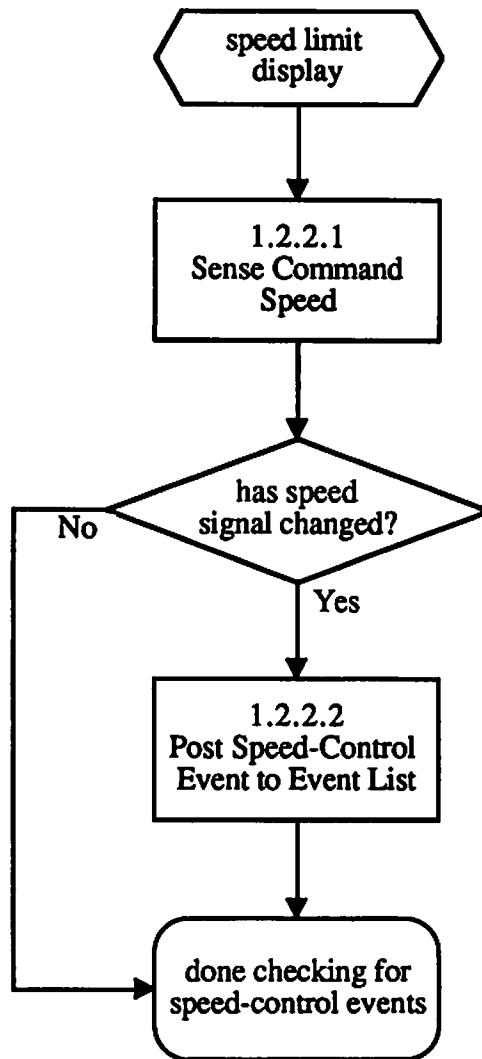 speed limit
display
1.2.2.1
Sense Command
Speed
has speed
signal changed?
No
Yes
1.2.2.2
Post Speed-Control
Event to Event List
done checking for
speed-control events